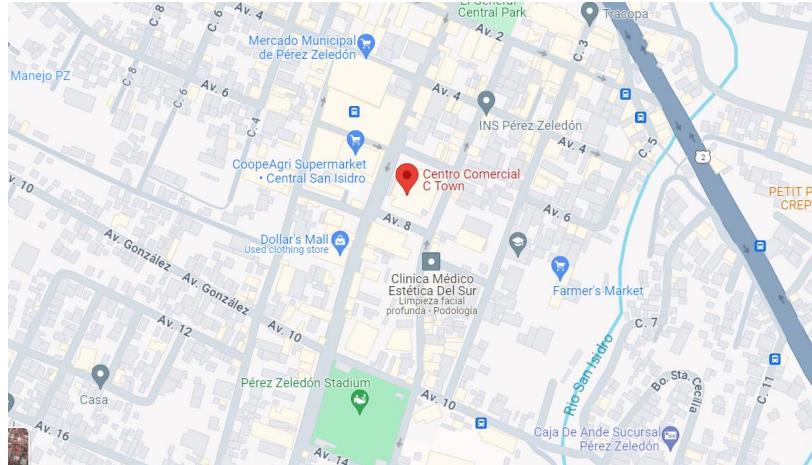 El General
Central Park
Tracopa
Av. 4
Av. 2
C. 3
C. 8
C. 6
Mercado Municipal
de Pérez Zeledón
Manejo PZ
C. 8
Av. 6
Av. 4
INS Pérez Zeledón
C. 6
C. 4
Av. 4
C. 5
2
CoopeAgri Supermarket
• Central San Isidro
Centro Comercial
C Town
Av. 10
Av. 6
PETIT P
CREP
Av. 8
Dollar's Mall
Used clothing store
Av. González
Clinica Médico
Estética Del Sur
Limpieza facial
profunda - Podología
Farmer's Market
Av. González
Av. 10
Av. 12
C. 7
Rio San Isidro
Pérez Zeledón Stadium
Casa
Av. 10
Bo. Sta. Cecilia
C. 11
Av. 16
Caja De Ande Sucursal
Pérez Zeledón
Av. 14